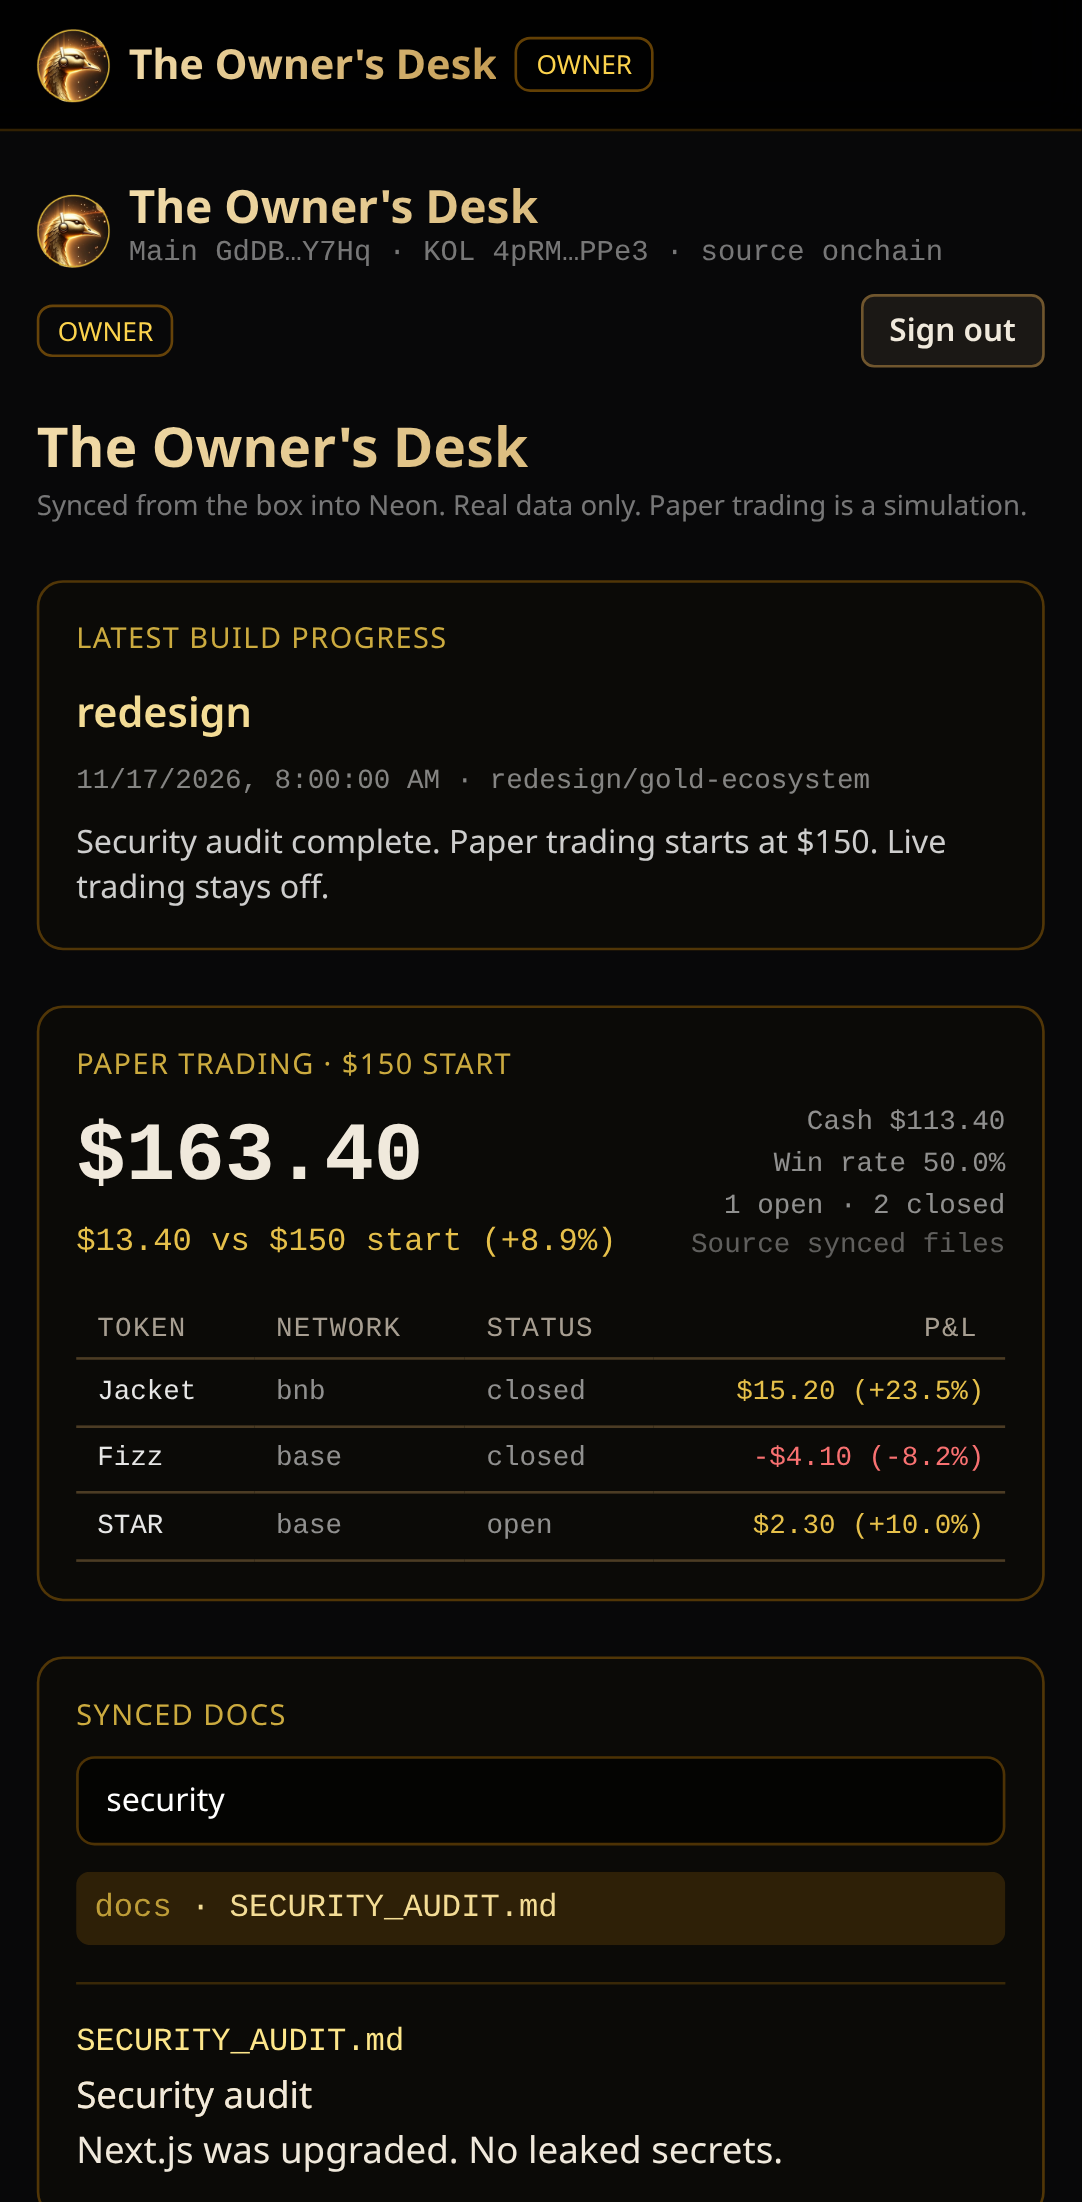 The Owner's Desk OWNER
The Owner's Desk
Main GdDB…Y7Hq · KOL 4pRM…PPe3 · source onchain
OWNER
Sign out
The Owner's Desk
Synced from the box into Neon. Real data only. Paper trading is a simulation.
LATEST BUILD PROGRESS
redesign
11/17/2026, 8:00:00 AM · redesign/gold-ecosystem
Security audit complete. Paper trading starts at $150. Live
trading stays off.
PAPER TRADING · $150 START
$163.40
$13.40 vs $150 start (+8.9%)
Cash $113.40
Win rate 50.0%
1 open · 2 closed
Source synced files
TOKEN NETWORK STATUS P&L
Jacket bnb closed $15.20 (+23.5%)
Fizz base closed -$4.10 (-8.2%)
STAR base open $2.30 (+10.0%)
SYNCED DOCS
security
docs · SECURITY_AUDIT.md
SECURITY_AUDIT.md
Security audit
Next.js was upgraded. No leaked secrets.